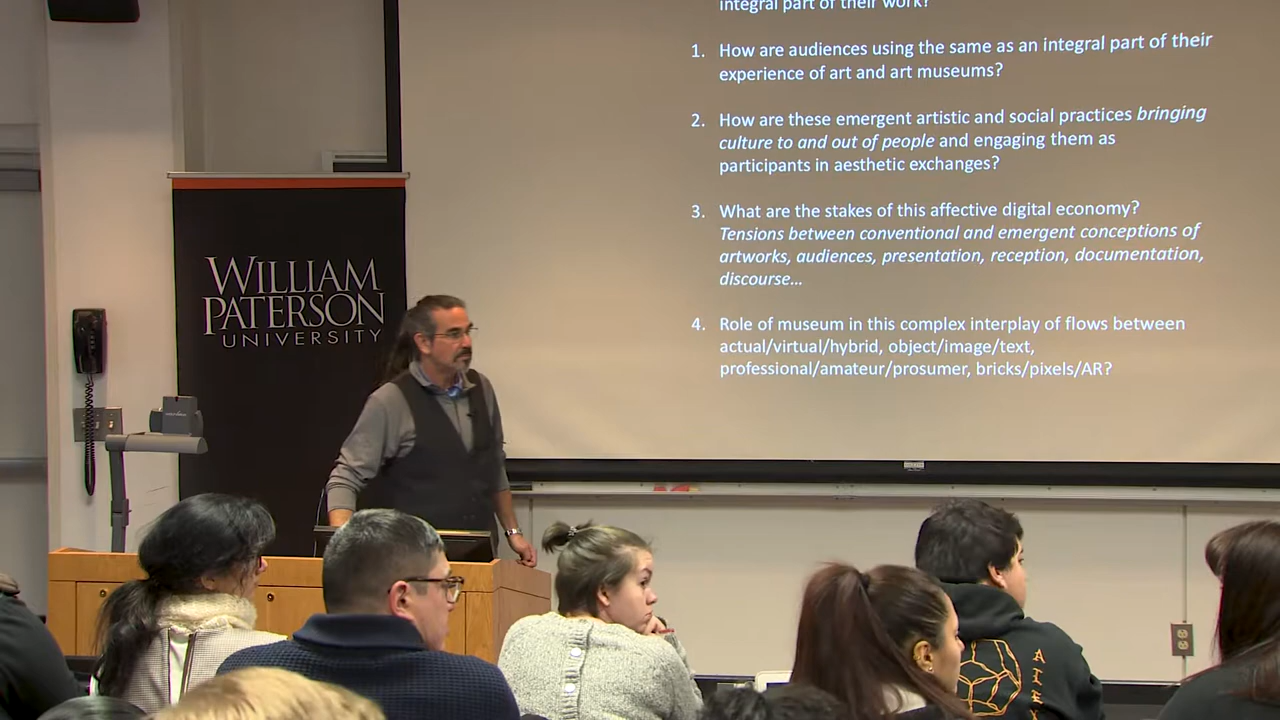 integral part of their work?
1. How are audiences using the same as an integral part of their
experience of art and art museums?
2. How are these emergent artistic and social practices bringing
culture to and out of people and engaging them as
participants in aesthetic exchanges?
3. What are the stakes of this affective digital economy?
Tensions between conventional and emergent conceptions of
artworks, audiences, presentation, reception, documentation,
discourse...
4. Role of museum in this complex interplay of flows between
actual/virtual/hybrid, object/image/text,
professional/amateur/prosumer, bricks/pixels/AR?
WILLIAM
PATERSON
UNIVERSITY